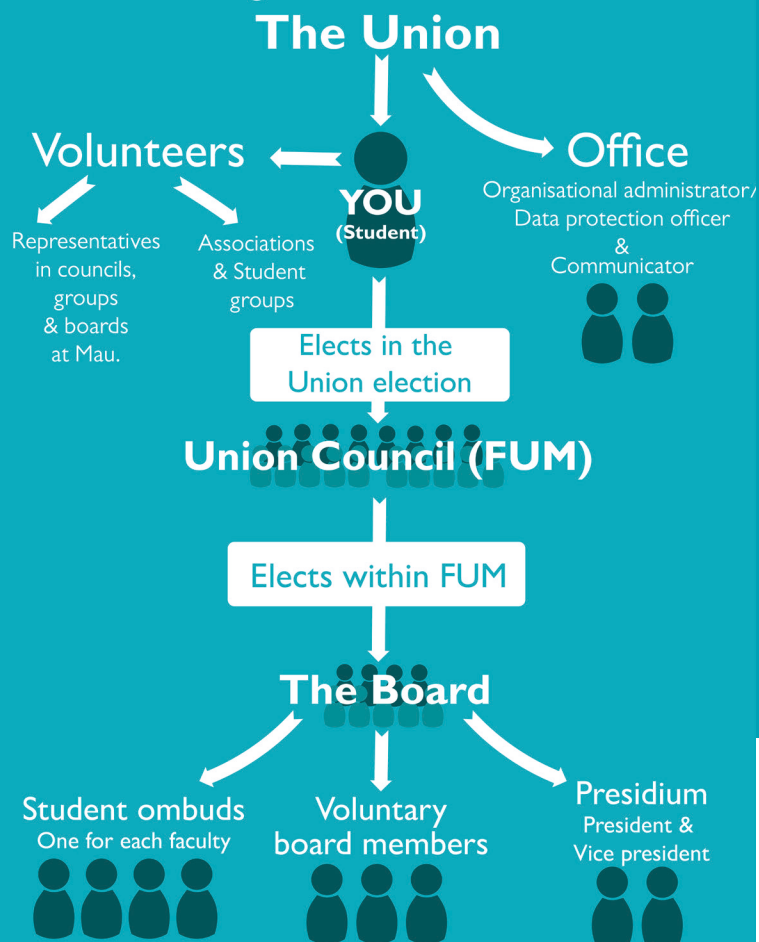 The Union
Volunteers
Office
YOU
(Student)
Organisational administrator/
Data protection officer
&
Communicator
Representatives
in councils,
groups
& boards
at Mau.
Associations
& Student
groups
Elects in the
Union election
Union Council (FUM)
Elects within FUM
The Board
Student ombuds
One for each faculty
Voluntary
board members
Presidium
President &
Vice president